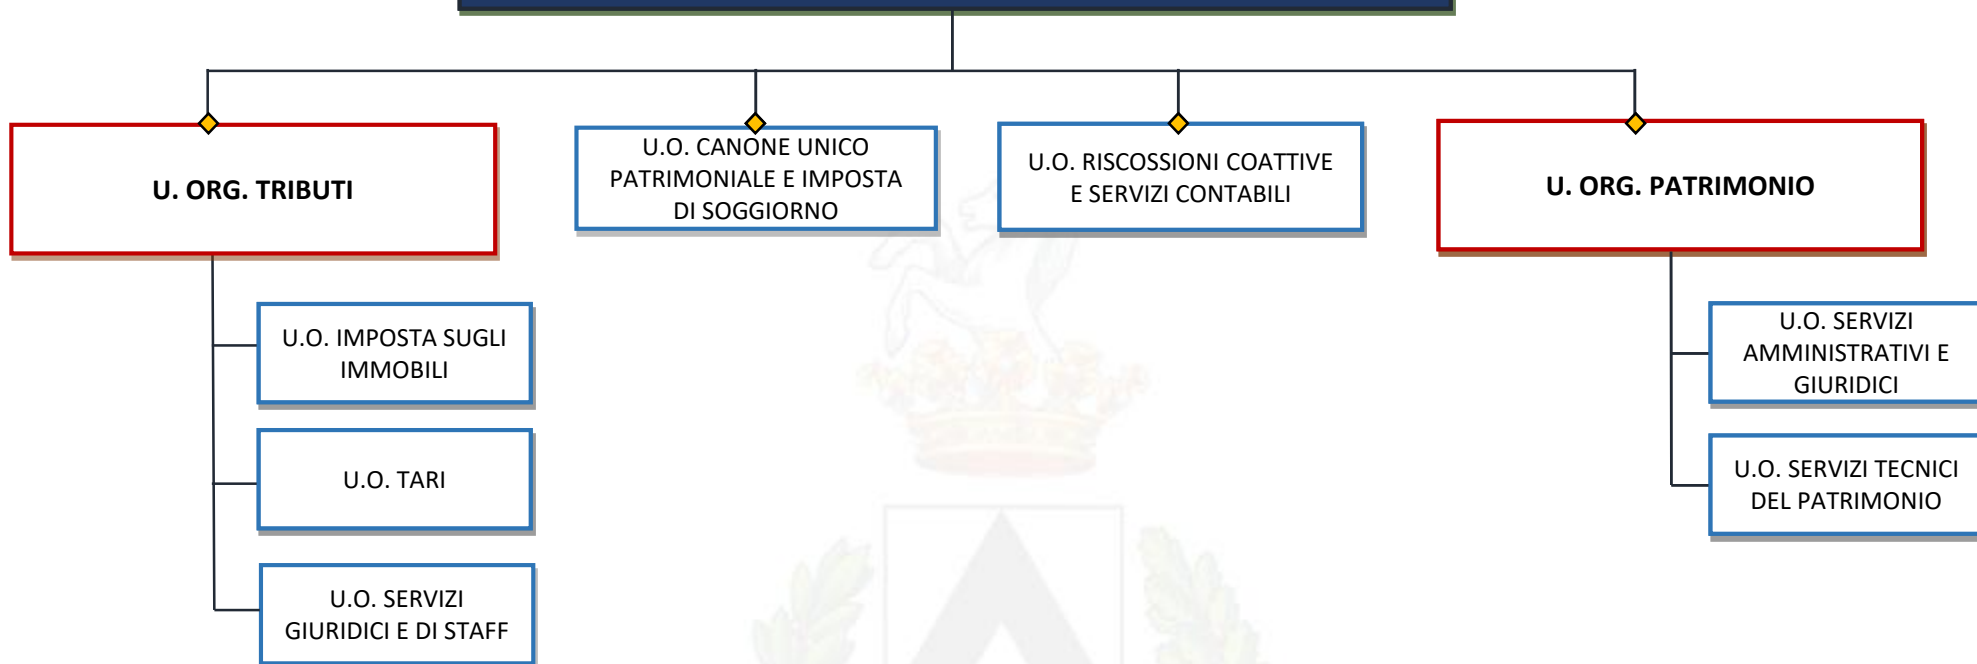 U. ORG. TRIBUTI
U.O. CANONE UNICO
PATRIMONIALE E IMPOSTA
DI SOGGIORNO
U.O. RISCOSSIONI COATTIVE
E SERVIZI CONTABILI
U. ORG. PATRIMONIO
U.O. IMPOSTA SUGLI
IMMOBILI
U.O. TARI
U.O. SERVIZI
GIURIDICI E DI STAFF
U.O. SERVIZI
AMMINISTRATIVI E
GIURIDICI
U.O. SERVIZI TECNICI
DEL PATRIMONIO